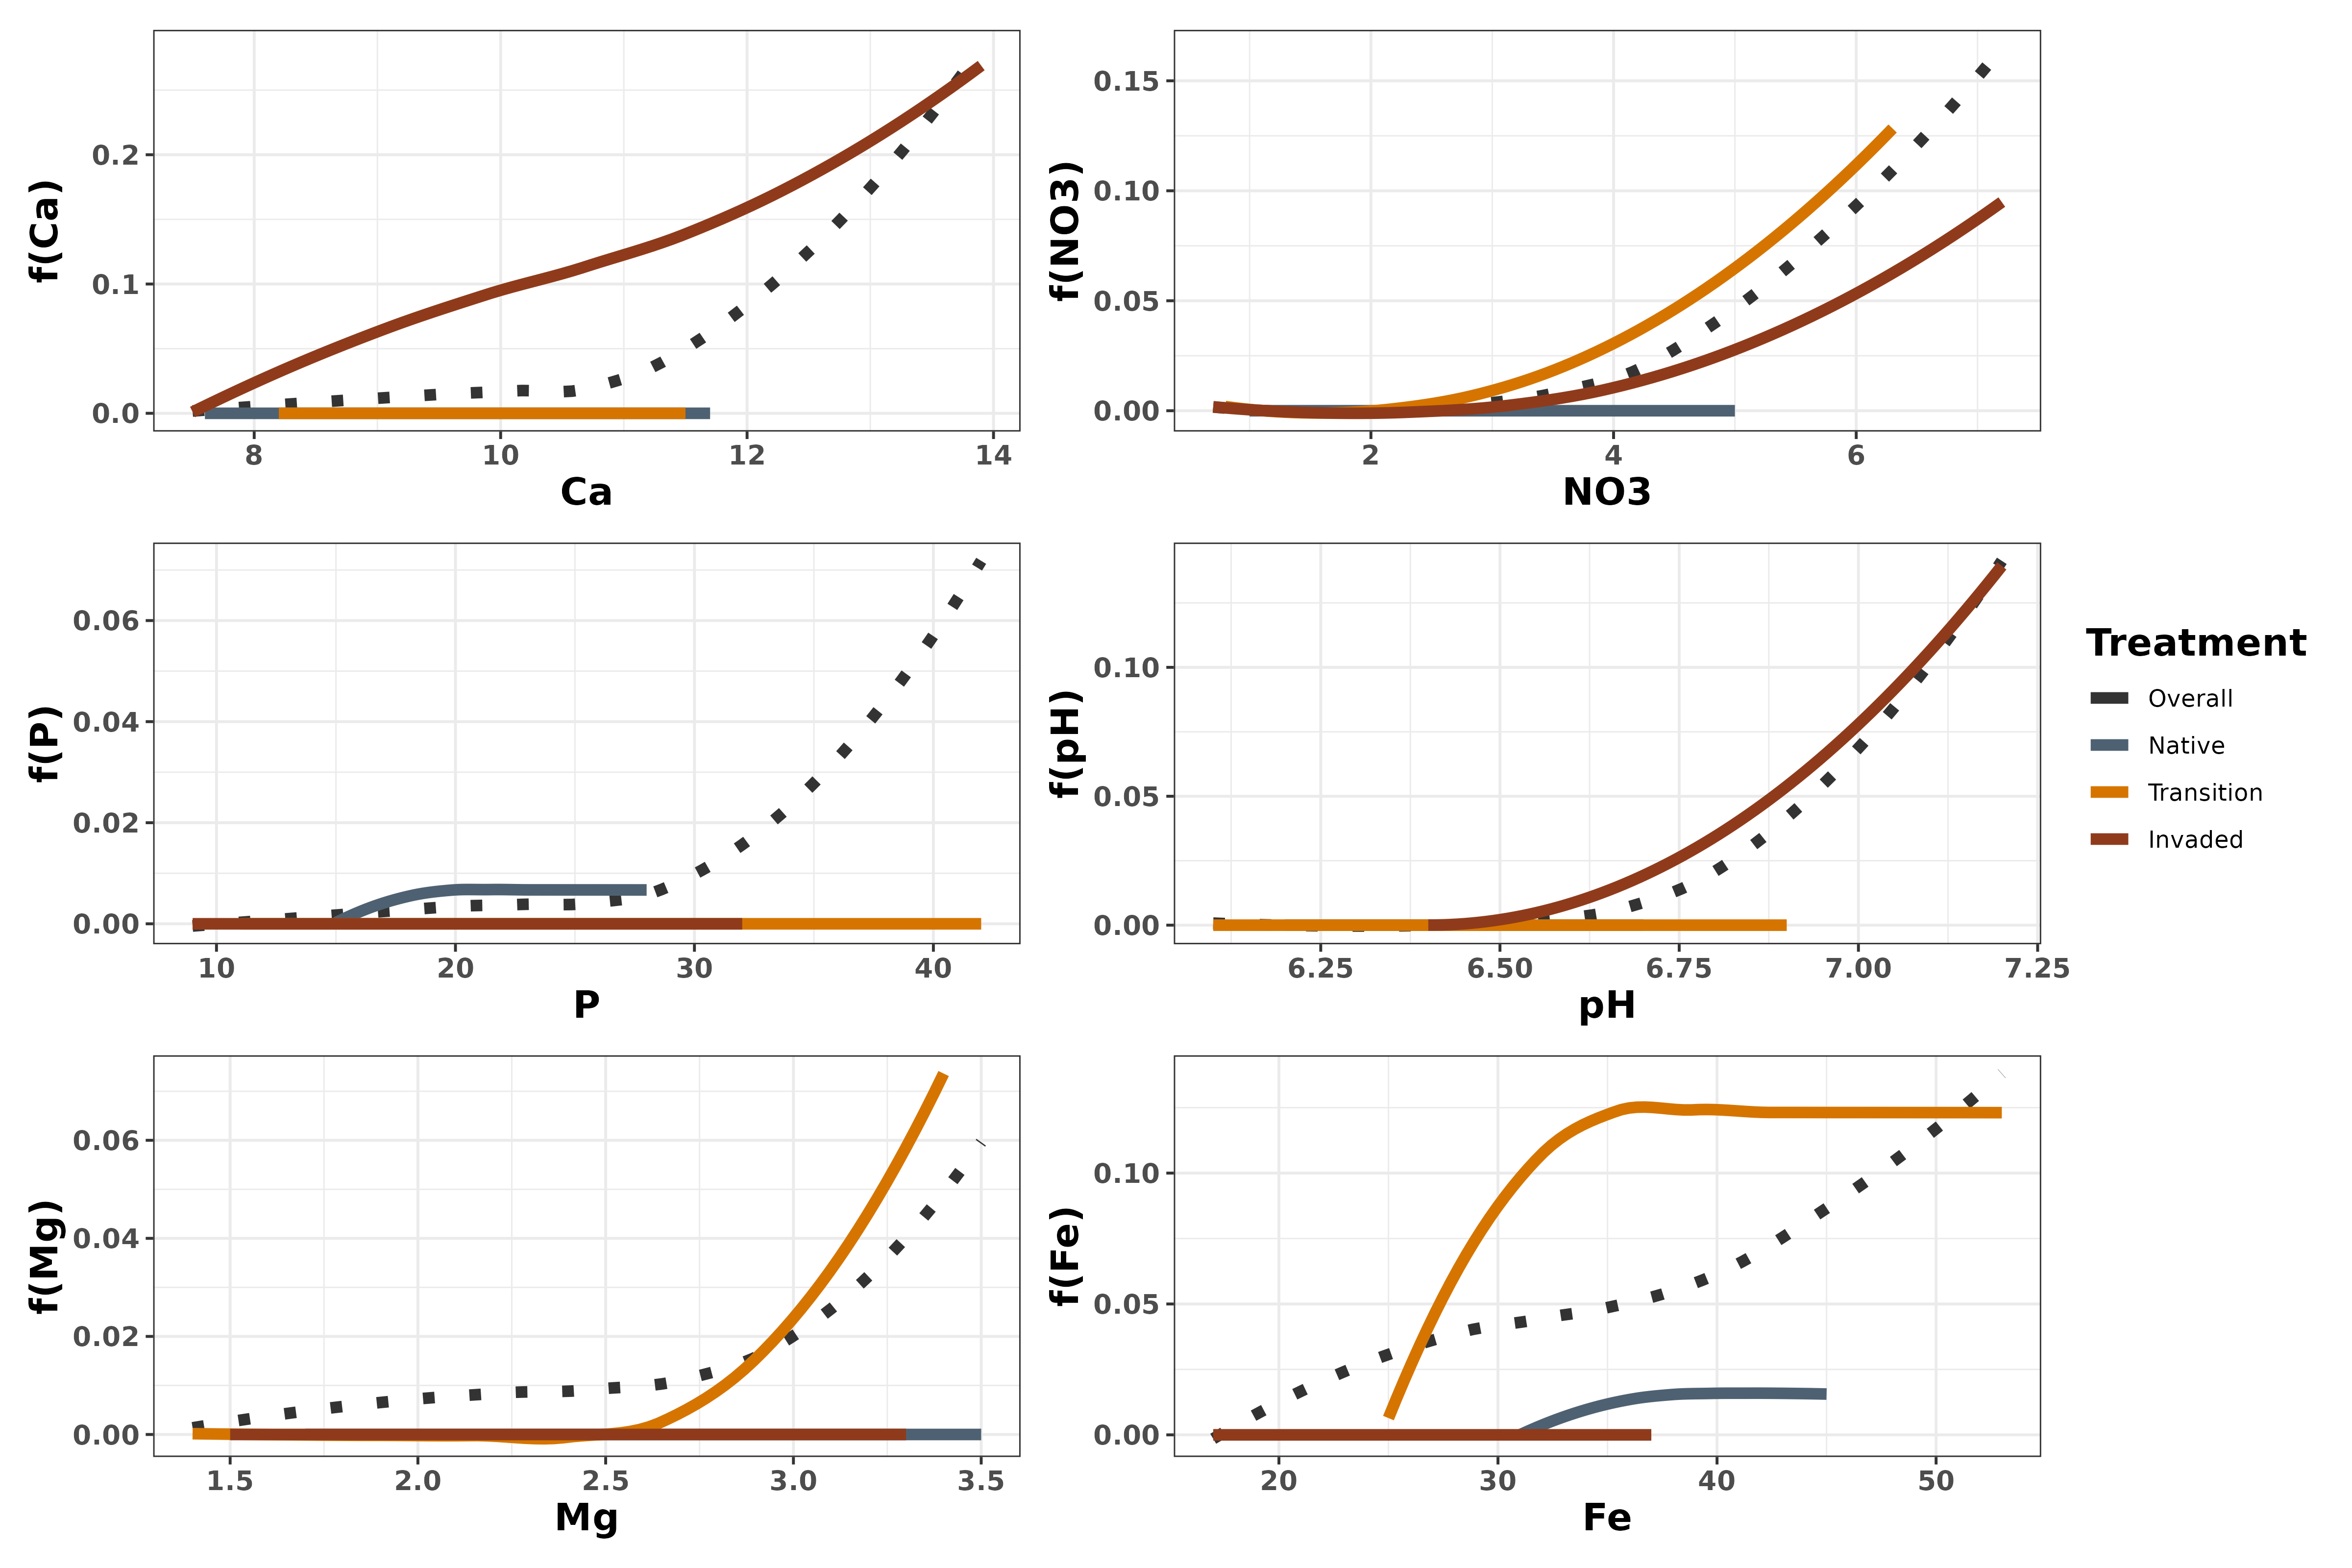 f(Ca)
0.2
0.1
0.0
8 10 12 14
Ca
f(NO3)
0.15
0.10
0.05
0.00
2 4 6
NO3
f(P)
0.06
0.04
0.02
0.00
10 20 30 40
P
f(pH)
0.10
0.05
0.00
6.25 6.50 6.75 7.00 7.25
pH
Treatment
Overall
Native
Transition
Invaded
f(Mg)
0.06
0.04
0.02
0.00
1.5 2.0 2.5 3.0 3.5
Mg
f(Fe)
0.10
0.05
0.00
20 30 40 50
Fe